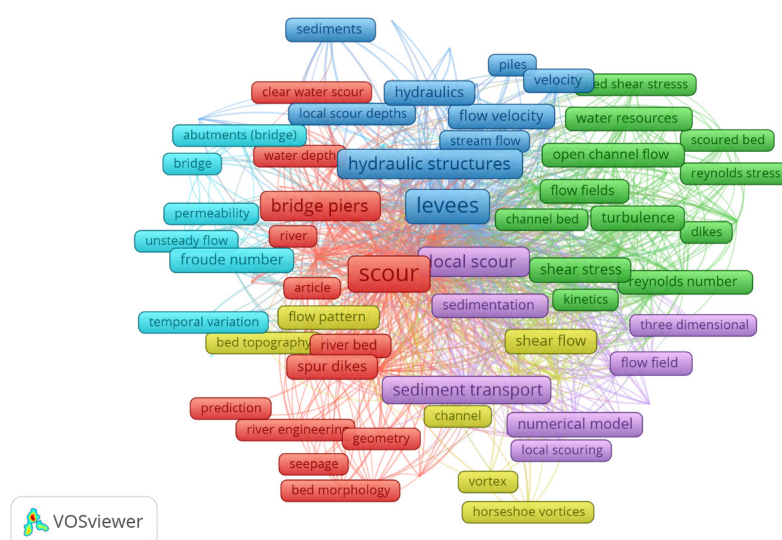 sediments
piles
velocity
ed shear stresss
clear water scour
hydraulics
local scour depths
flow velocity
water resources
abutments (bridge)
stream flow
scoured bed
water depth
open channel flow
bridge
hydraulic structures
reynolds stress
flow fields
permeability
bridge piers
levees
channel bed
turbulence
dikes
unsteady flow
river
froude number
local scour
scour
shear stress
reynolds number
article
kinetics
sedimentation
temporal variation
flow pattern
three dimensional
bed topography
river bed
shear flow
spur dikes
flow field
sediment transport
prediction
channel
numerical model
river engineering
geometry
local scouring
seepage
vortex
bed morphology
horseshoe vortices
VOSviewer